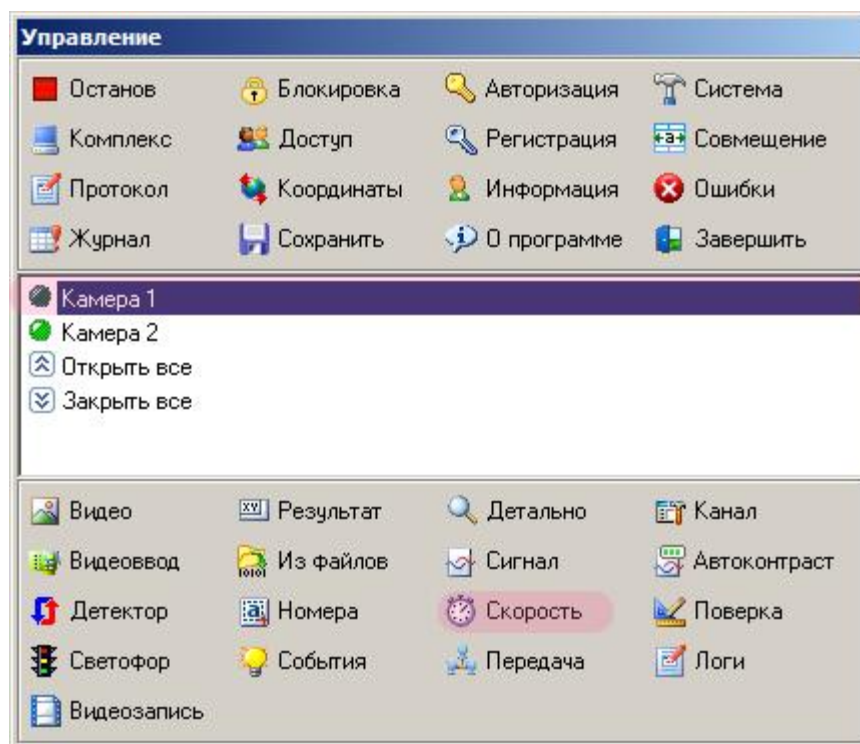 Управление
Останов Блокировка Авторизация Система
Комплекс Доступ Регистрация Совмещение
Протокол Координаты Информация Ошибки
Журнал Сохранить О программе Завершить
Камера 1
Камера 2
Открыть все
Закрыть все
Видео Результат Детально Канал
Видеоввод Из файлов Сигнал Автоконтраст
Детектор Номера Скорость Поверка
Светофор События Передача Логи
Видеозапись